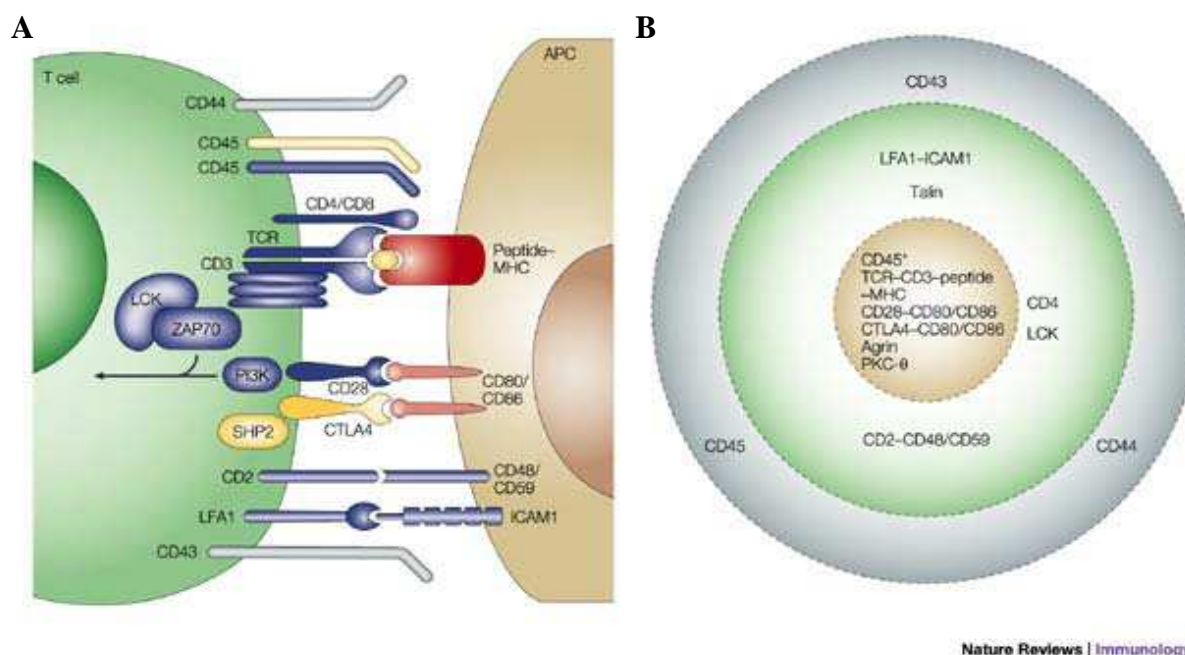 A
T cell
APC
CD44
CD45
CD45
CD4/CD8
TCR
CD3
Peptide–
MHC
LCK
ZAP70
PI3K
CD28
CD80/
CD86
SHP2
CTLA4
CD2
CD48/
CD59
LFA1
ICAM1
CD43
B
CD43
LFA1–ICAM1
Talin
CD45*
TCR–CD3–peptide
–MHC
CD28–CD80/CD86
CTLA4–CD80/CD86
Agrin
PKC-θ
CD4
LCK
CD2–CD48/CD59
CD45
CD44
Nature Reviews | Immunology